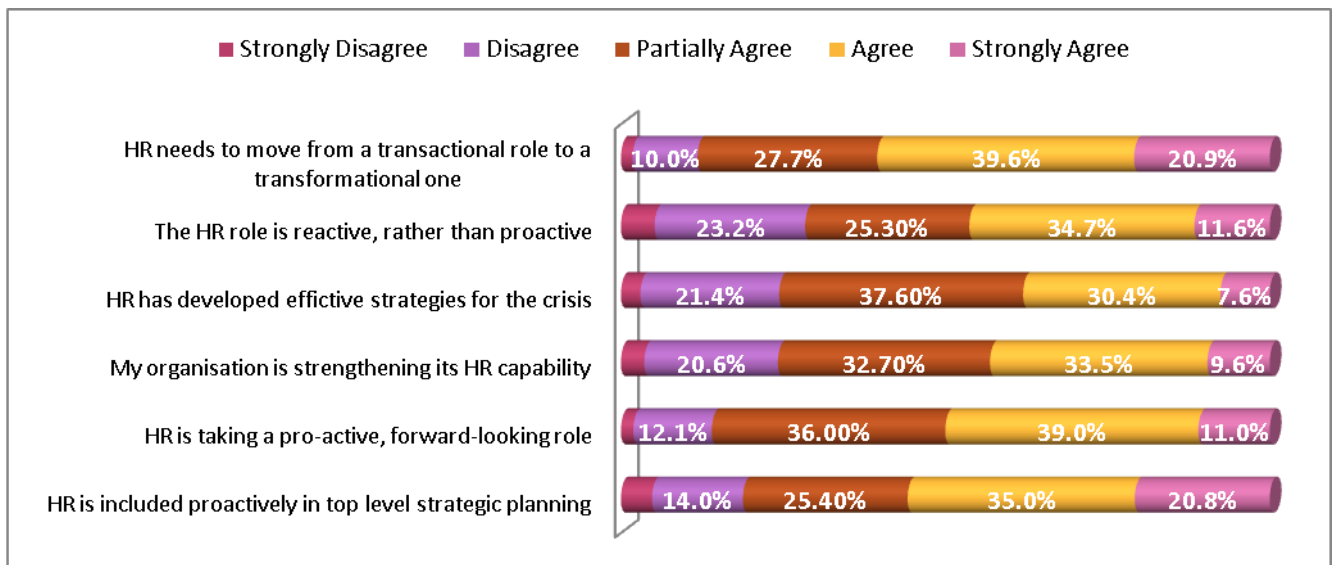 Strongly Disagree Disagree Partially Agree Agree Strongly Agree
HR needs to move from a transactional role to a
transformational one
10.0% 27.7% 39.6% 20.9%
The HR role is reactive, rather than proactive
23.2% 25.30% 34.7% 11.6%
HR has developed effictive strategies for the crisis
21.4% 37.60% 30.4% 7.6%
My organisation is strengthening its HR capability
20.6% 32.70% 33.5% 9.6%
HR is taking a pro-active, forward-looking role
12.1% 36.00% 39.0% 11.0%
HR is included proactively in top level strategic planning
14.0% 25.40% 35.0% 20.8%